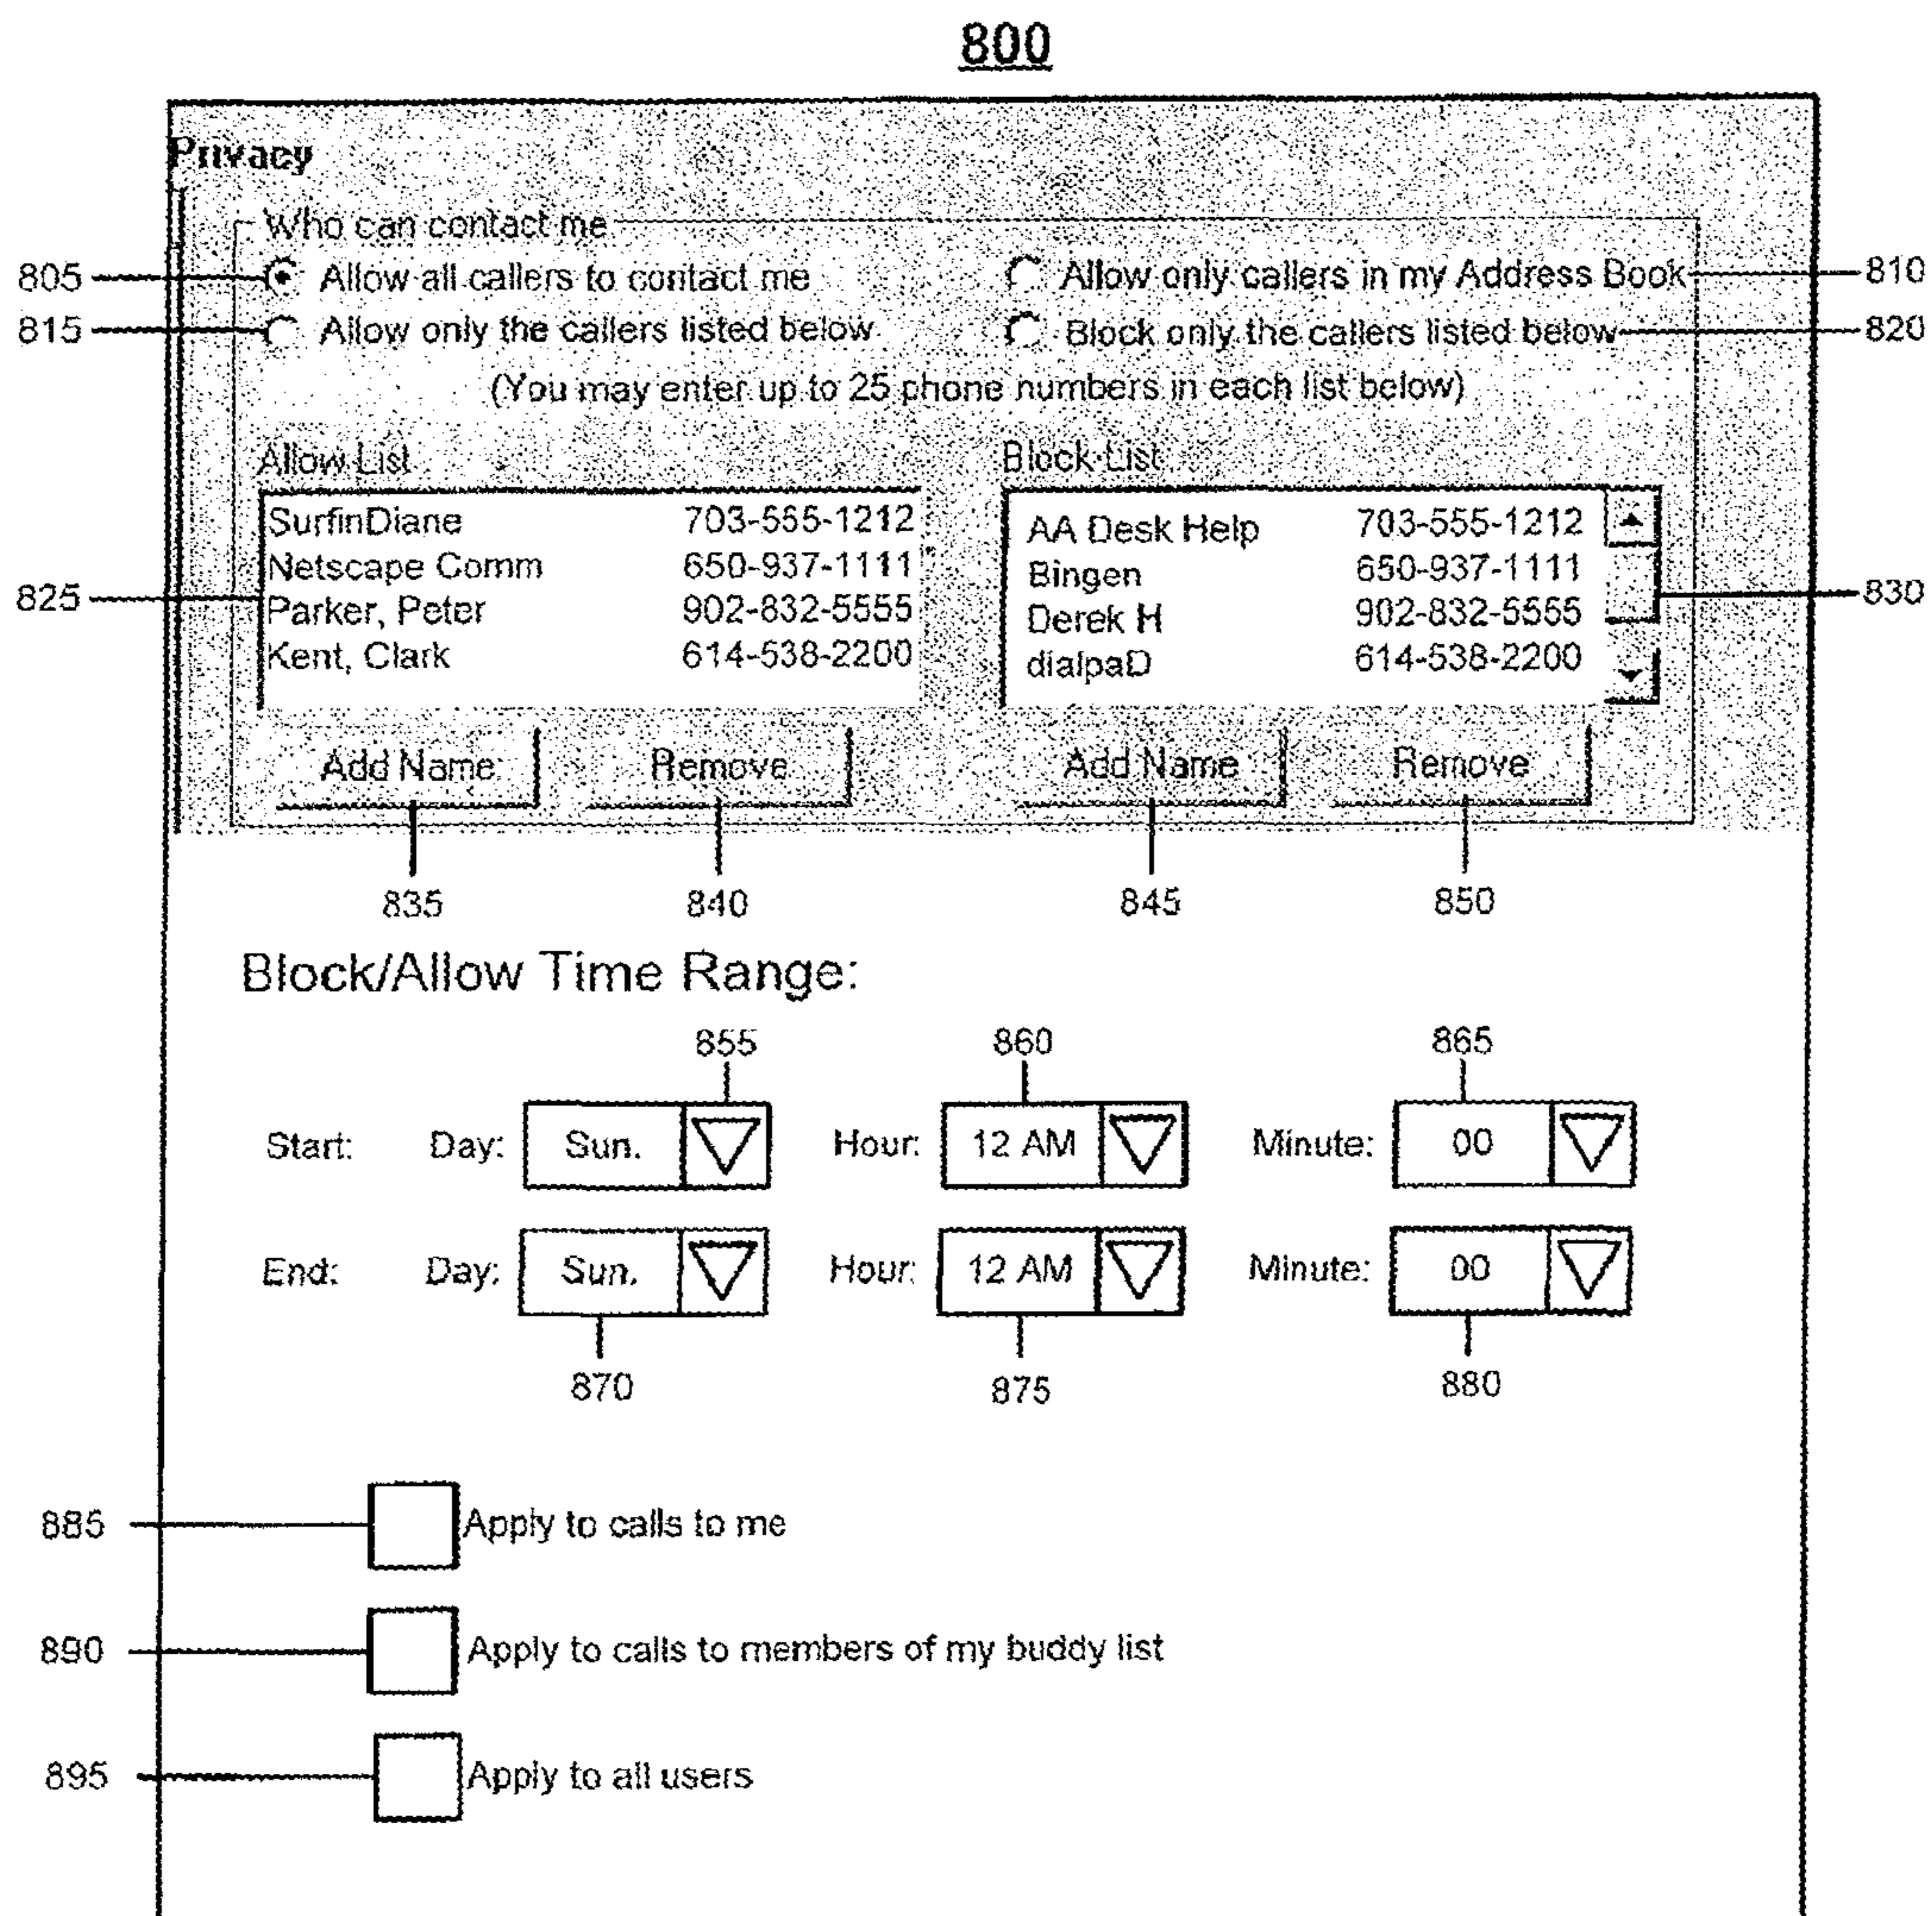 800
Privacy
Who can contact me
805 Allow all callers to contact me Allow only callers in my Address Book 810
815 Allow only the callers listed below Block only the callers listed below 820
(You may enter up to 25 phone numbers in each list below)
Allow List Block List
SurfinDiane 703-555-1212 AA Desk Help 703-555-1212
Netscape Comm 650-937-1111 Bingen 650-937-1111
825 Parker, Peter 902-832-5555 Derek H 902-832-5555 830
Kent, Clark 614-538-2200 dialpaD 614-538-2200
Add Name Remove Add Name Remove
835 840 845 850
Block/Allow Time Range:
855 860 865
Start: Day: Sun. Hour: 12 AM Minute: 00
End: Day: Sun. Hour: 12 AM Minute: 00
870 875 880
885 Apply to calls to me
890 Apply to calls to members of my buddy list
895 Apply to all users